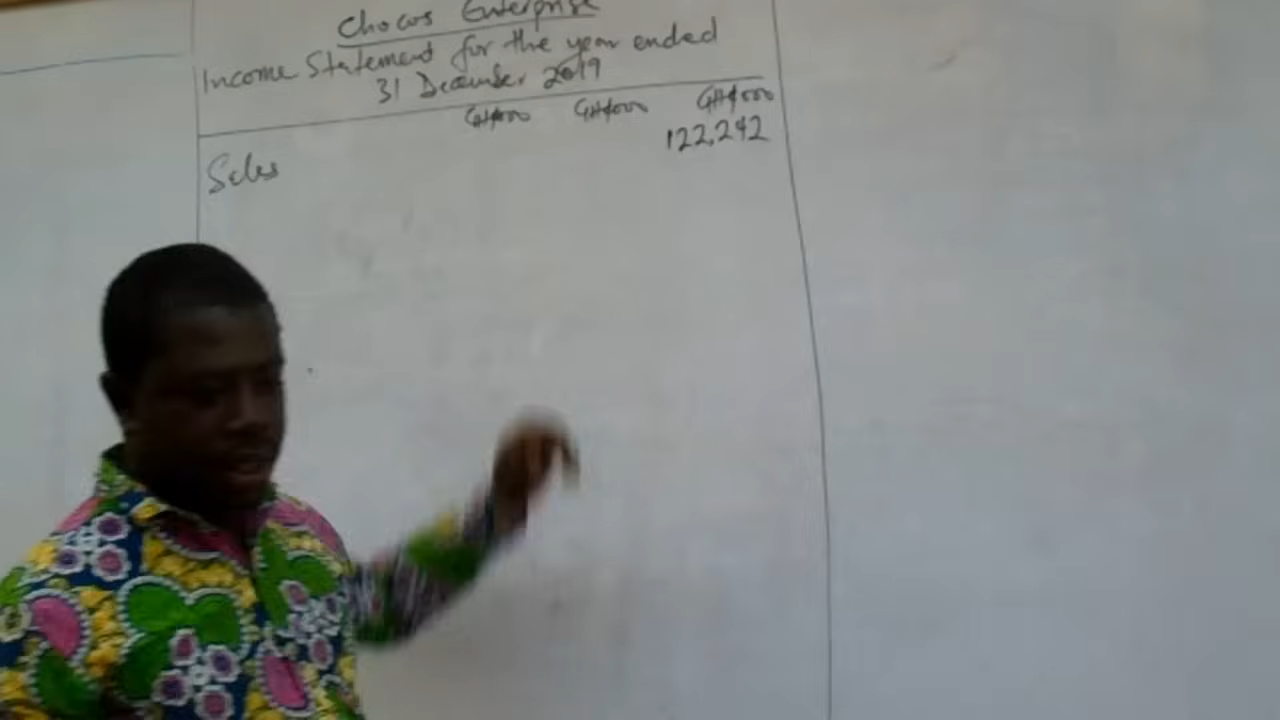 Chocos Enterprise
Income Statement for the year ended
31 December 2019
GH¢000 GH¢000 GH¢000
122,242
Sales